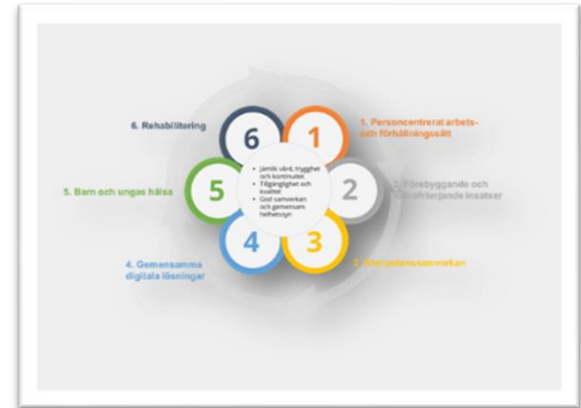 1. Personcentrerat arbets-
och förhållningssätt
2. Förebyggande och
hälsofrämjande insatser
3. Kompetenssamverkan
4. Gemensamma
digitala lösningar
5. Barn och ungas hälsa
6. Rehabilitering
6
1
5
2
4
3
• Jämlik vård, trygghet
och kontinuitet
• Tillgänglighet och
kvalitet
• God samverkan
och gemensam
helhetssyn